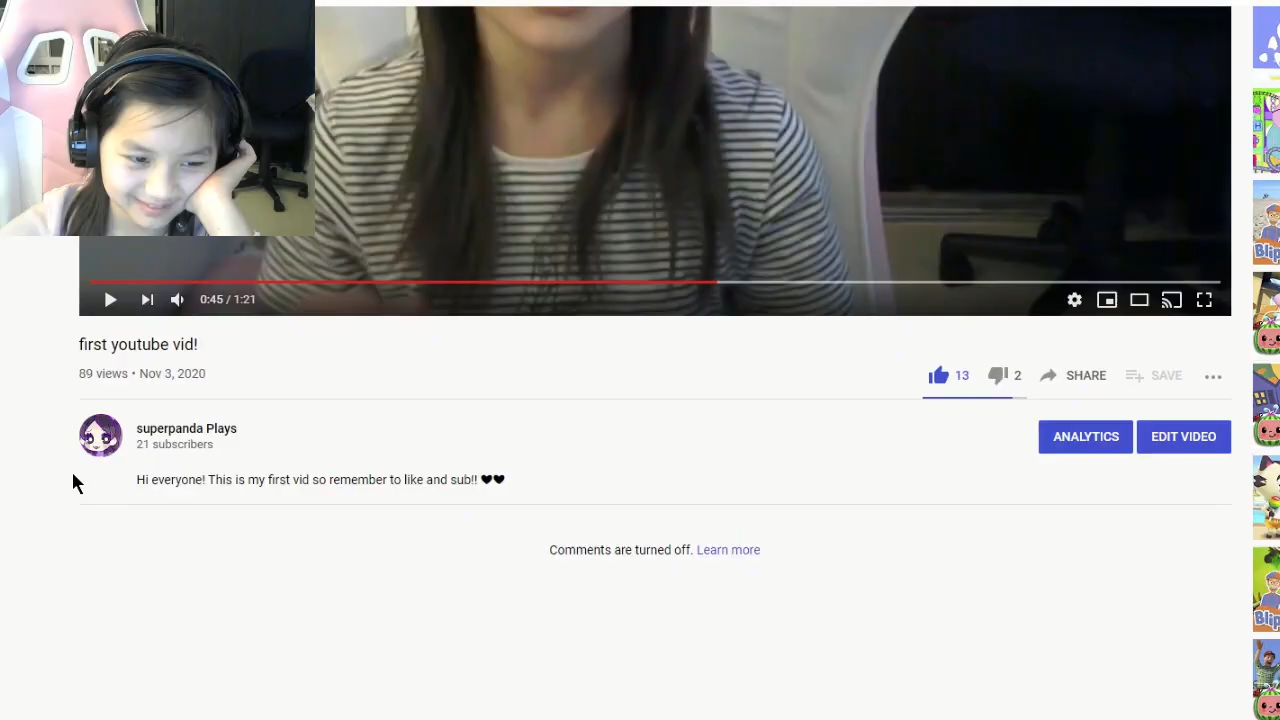 0:45 / 1:21
first youtube vid!
89 views • Nov 3, 2020
13
2
SHARE
SAVE
superpanda Plays
21 subscribers
ANALYTICS
EDIT VIDEO
Hi everyone! This is my first vid so remember to like and sub!! ♥♥
Comments are turned off. Learn more